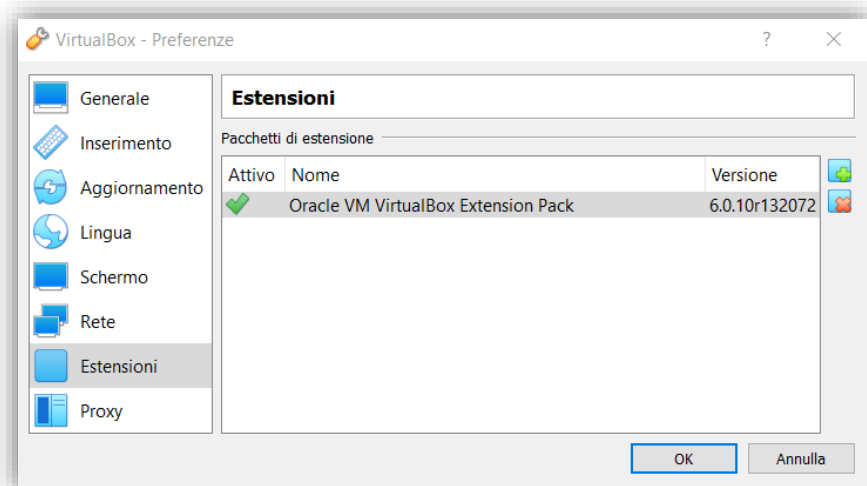 VirtualBox - Preferenze ?
Generale
Inserimento
Aggiornamento
Lingua
Schermo
Rete
Estensioni
Proxy
Estensioni
Pacchetti di estensione
Attivo Nome Versione
Oracle VM VirtualBox Extension Pack 6.0.10r132072
OK Annulla